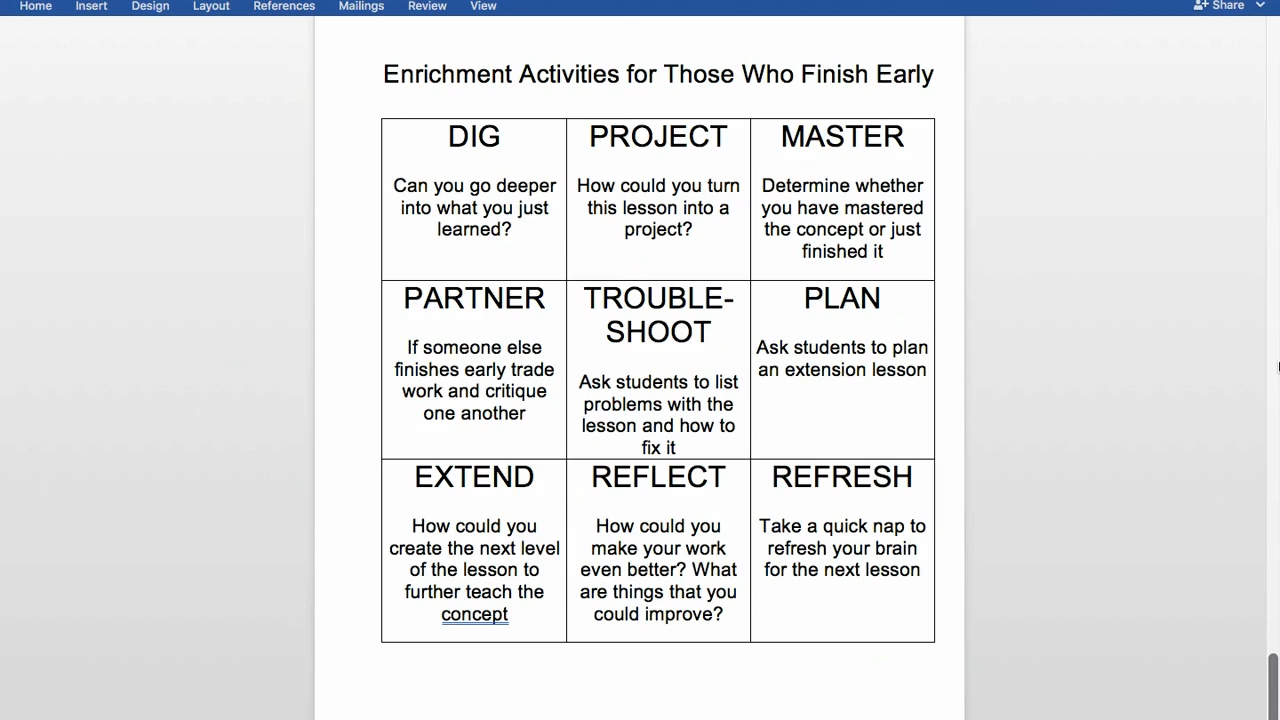 Home Insert Design Layout References Mailings Review View Share
Enrichment Activities for Those Who Finish Early
DIG
Can you go deeper
into what you just
learned?
PROJECT
How could you turn
this lesson into a
project?
MASTER
Determine whether
you have mastered
the concept or just
finished it
PARTNER
If someone else
finishes early trade
work and critique
one another
TROUBLE-
SHOOT
Ask students to list
problems with the
lesson and how to
fix it
PLAN
Ask students to plan
an extension lesson
EXTEND
How could you
create the next level
of the lesson to
further teach the
concept
REFLECT
How could you
make your work
even better? What
are things that you
could improve?
REFRESH
Take a quick nap to
refresh your brain
for the next lesson